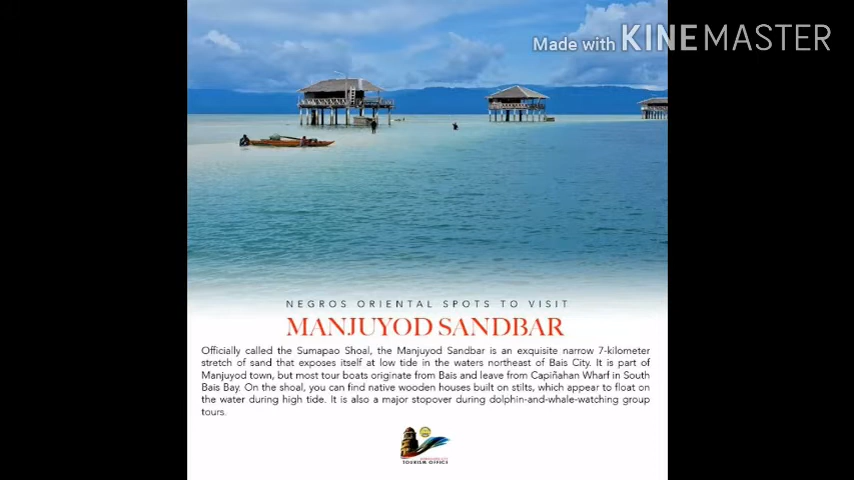 Made with KINEMASTER
NEGROS ORIENTAL SPOTS TO VISIT
MANJUYOD SANDBAR
Officially called the Sumapao Shoal, the Manjuyod Sandbar is an exquisite narrow 7-kilometer
stretch of sand that exposes itself at low tide in the waters northeast of Bais City. It is part of
Manjuyod town, but most tour boats originate from Bais and leave from Capiñahan Wharf in South
Bais Bay. On the shoal, you can find native wooden houses built on stilts, which appear to float on
the water during high tide. It is also a major stopover during dolphin-and-whale-watching group
tours.
TOURISM OFFICE